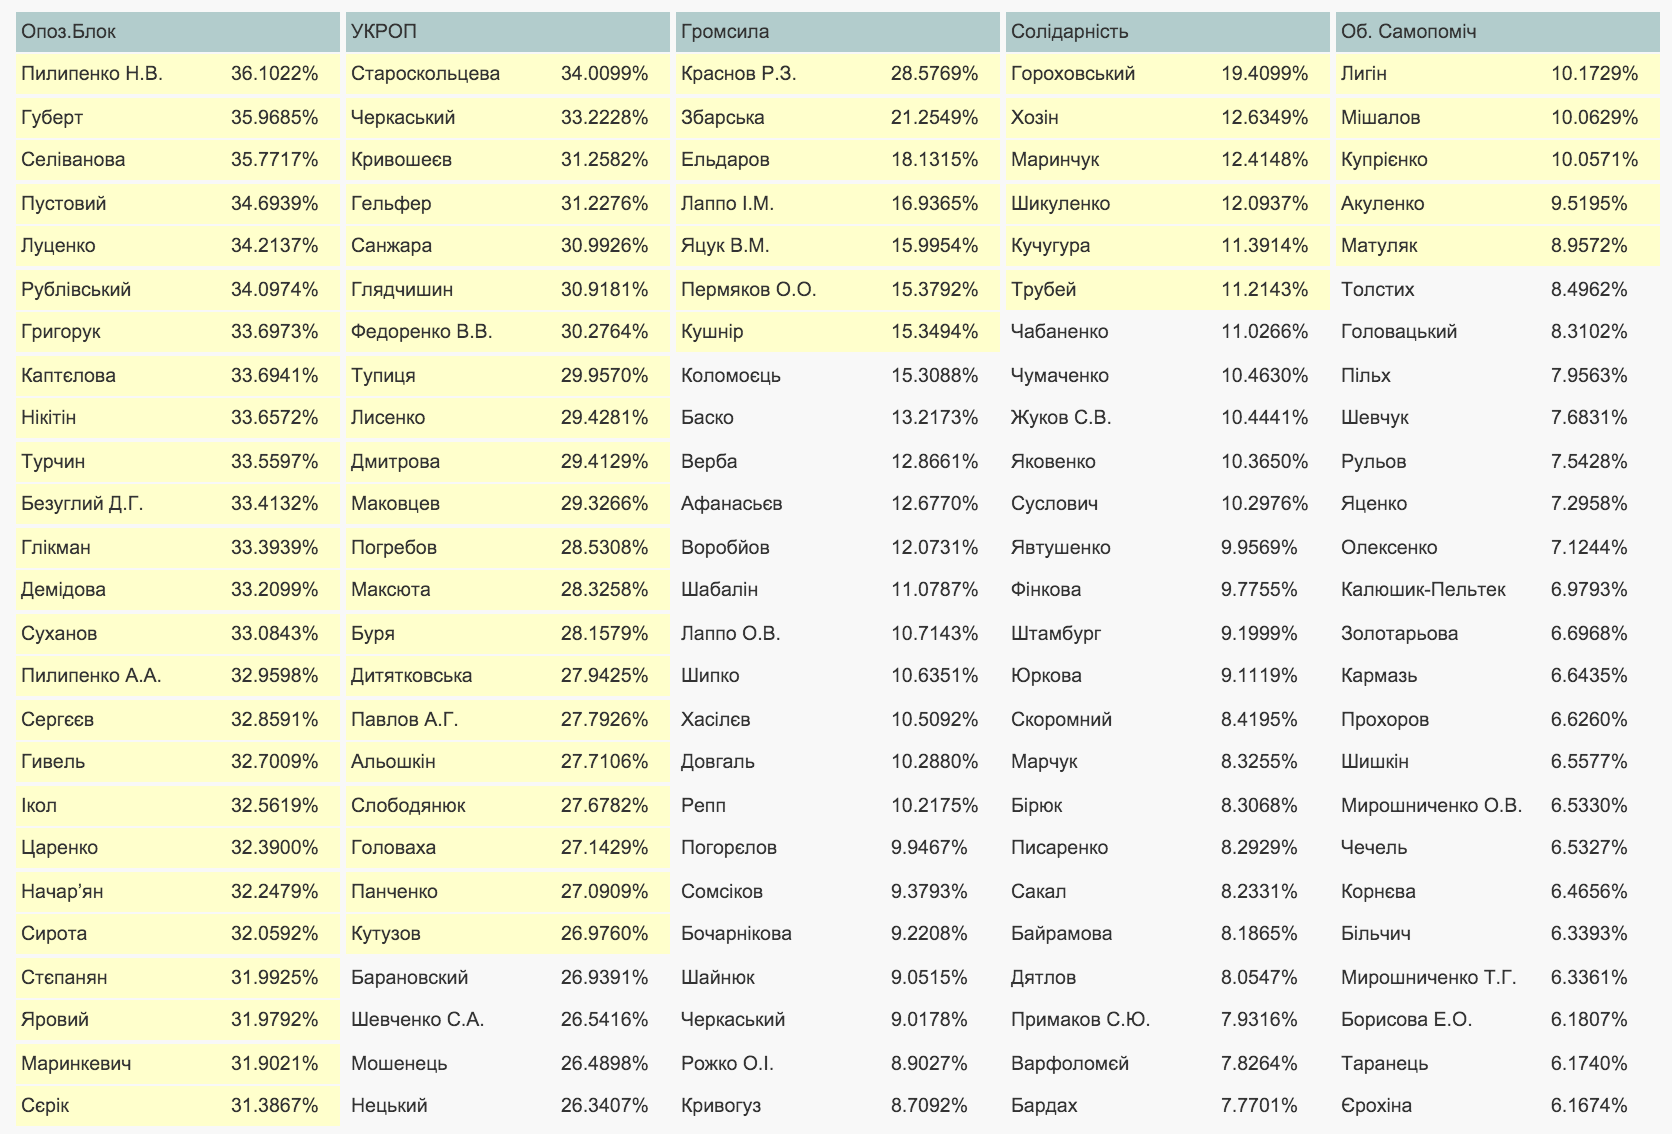 Опоз.Блок УКРОП Громсила Солідарність Об. Самопоміч
Пилипенко Н.В. 36.1022% Староскольцева 34.0099% Краснов Р.З. 28.5769% Гороховський 19.4099% Лигін 10.1729%
Губерт 35.9685% Черкаський 33.2228% Збарська 21.2549% Хозін 12.6349% Мішалов 10.0629%
Селіванова 35.7717% Кривошеєв 31.2582% Ельдаров 18.1315% Маринчук 12.4148% Купрієнко 10.0571%
Пустовий 34.6939% Гельфер 31.2276% Лаппо І.М. 16.9365% Шикуленко 12.0937% Акуленко 9.5195%
Луценко 34.2137% Санжара 30.9926% Яцук В.М. 15.9954% Кучугура 11.3914% Матуляк 8.9572%
Рублівський 34.0974% Глядчишин 30.9181% Пермяков О.О. 15.3792% Трубей 11.2143% Толстих 8.4962%
Григорук 33.6973% Федоренко В.В. 30.2764% Кушнір 15.3494% Чабаненко 11.0266% Головацький 8.3102%
Каптєлова 33.6941% Тупиця 29.9570% Коломоєць 15.3088% Чумаченко 10.4630% Пільх 7.9563%
Нікітін 33.6572% Лисенко 29.4281% Баско 13.2173% Жуков С.В. 10.4441% Шевчук 7.6831%
Турчин 33.5597% Дмитрова 29.4129% Верба 12.8661% Яковенко 10.3650% Рульов 7.5428%
Безуглий Д.Г. 33.4132% Маковцев 29.3266% Афанасьєв 12.6770% Суслович 10.2976% Яценко 7.2958%
Глікман 33.3939% Погребов 28.5308% Воробйов 12.0731% Явтушенко 9.9569% Олексенко 7.1244%
Демідова 33.2099% Максюта 28.3258% Шабалін 11.0787% Фінкова 9.7755% Калюшик-Пельтек 6.9793%
Суханов 33.0843% Буря 28.1579% Лаппо О.В. 10.7143% Штамбург 9.1999% Золотарьова 6.6968%
Пилипенко А.А. 32.9598% Дитятковська 27.9425% Шипко 10.6351% Юркова 9.1119% Кармазь 6.6435%
Сергєєв 32.8591% Павлов А.Г. 27.7926% Хасілєв 10.5092% Скоромний 8.4195% Прохоров 6.6260%
Гивель 32.7009% Альошкін 27.7106% Довгаль 10.2880% Марчук 8.3255% Шишкін 6.5577%
Ікол 32.5619% Слободянюк 27.6782% Репп 10.2175% Бірюк 8.3068% Мирошниченко О.В. 6.5330%
Царенко 32.3900% Головаха 27.1429% Погорєлов 9.9467% Писаренко 8.2929% Чечель 6.5327%
Начар’ян 32.2479% Панченко 27.0909% Сомсіков 9.3793% Сакал 8.2331% Корнєва 6.4656%
Сирота 32.0592% Кутузов 26.9760% Бочарнікова 9.2208% Байрамова 8.1865% Більчич 6.3393%
Стєпанян 31.9925% Барановский 26.9391% Шайнюк 9.0515% Дятлов 8.0547% Мирошниченко Т.Г. 6.3361%
Яровий 31.9792% Шевченко С.А. 26.5416% Черкаський 9.0178% Примаков С.Ю. 7.9316% Борисова Е.О. 6.1807%
Маринкевич 31.9021% Мошенець 26.4898% Рожко О.І. 8.9027% Варфоломєй 7.8264% Таранець 6.1740%
Сєрік 31.3867% Нецький 26.3407% Кривогуз 8.7092% Бардах 7.7701% Єрохіна 6.1674%